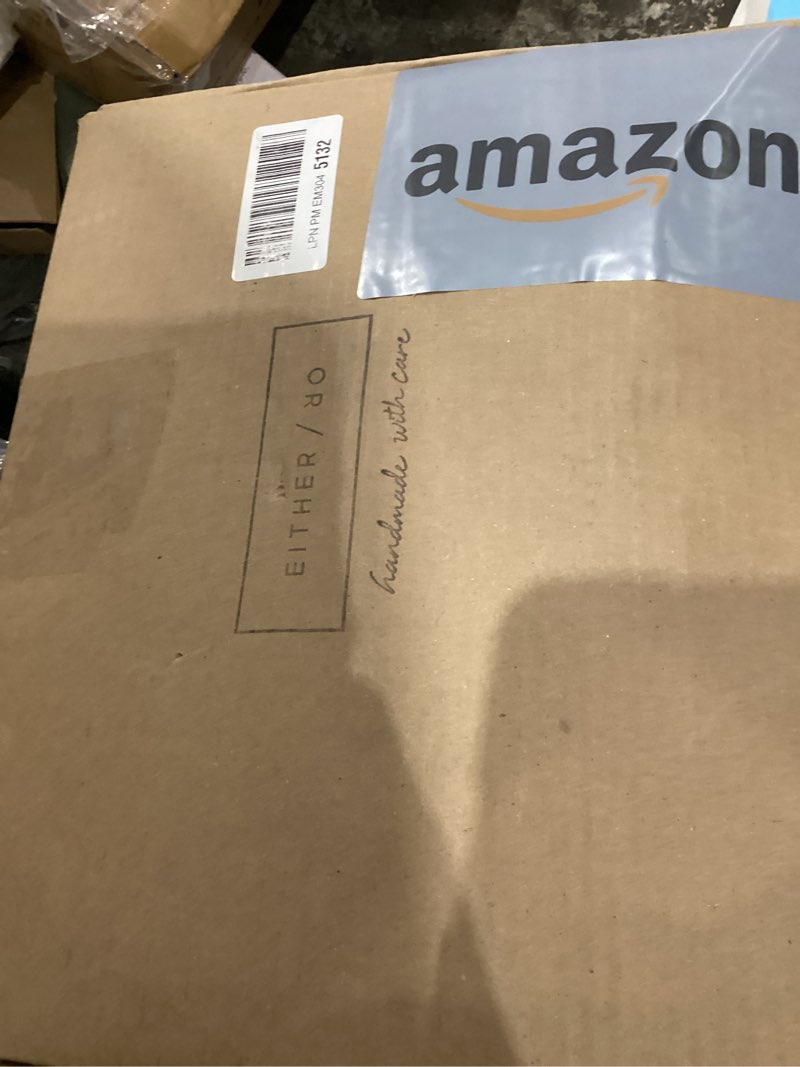 amazon
LPN PM EM304 5132
EITHER / OR
handmade with care